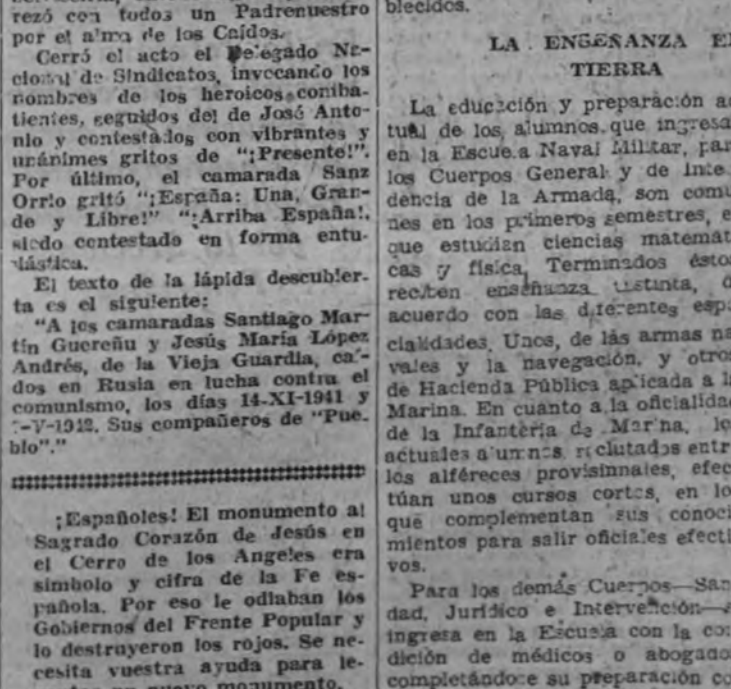 rezó con todos un Padrenuestro
por el alma de los Caídos.
Cerró el acto el Delegado Na-
cional de Sindicatos, invocando los
nombres de los heroicos comba-
tientes, seguidos del de José Anto-
nio y contestados con vibrantes y
unánimes gritos de "¡Presente!".
Por último, el camarada Sanz
Orrio gritó "¡España: Una, Gran-
de y Libre!" "¡Arriba España!,
siedo contestado en forma entu-
siástica.
El texto de la lápida descubier-
ta es el siguiente:
"A los camaradas Santiago Mar-
tín Guereñu y Jesús María López
Andrés, de la Vieja Guardia, caí-
dos en Rusia en lucha contra el
comunismo, los días 14-XI-1941 y
-V-1942. Sus compañeros de "Pue-
blo"."
¡Españoles! El monumento al
Sagrado Corazón de Jesús en
el Cerro de los Angeles era
símbolo y cifra de la Fe es-
pañola. Por eso le odiaban los
Gobiernos del Frente Popular y
lo destruyeron los rojos. Se ne-
cesita vuestra ayuda para le-
un nuevo monumento.
blecidos.
LA ENSEÑANZA E
TIERRA
La educación y preparación ac
tual de los alumnos que ingresa
en la Escuela Naval Militar, par
los Cuerpos General y de Inte
dencia de la Armada, son comu
nes en los primeros semestres, e
que estudian ciencias matemát
cas y física. Terminados ésto
reciben enseñanza distinta, d
acuerdo con las diferentes espe
cialidades. Unos, de las armas na
vales y la navegación, y otros
de Hacienda Pública aplicada a l
Marina. En cuanto a la oficialidad
de la Infantería de Marina, lo
actuales alumnos, reclutados entr
los alféreces provisionales, efec
túan unos cursos cortos, en lo
que complementan sus conoci
mientos para salir oficiales efecti
vos.
Para los demás Cuerpos—San
dad, Jurídico e Intervención—
ingresa en la Escuela con la con
dición de médicos o abogados
completándose su preparación co